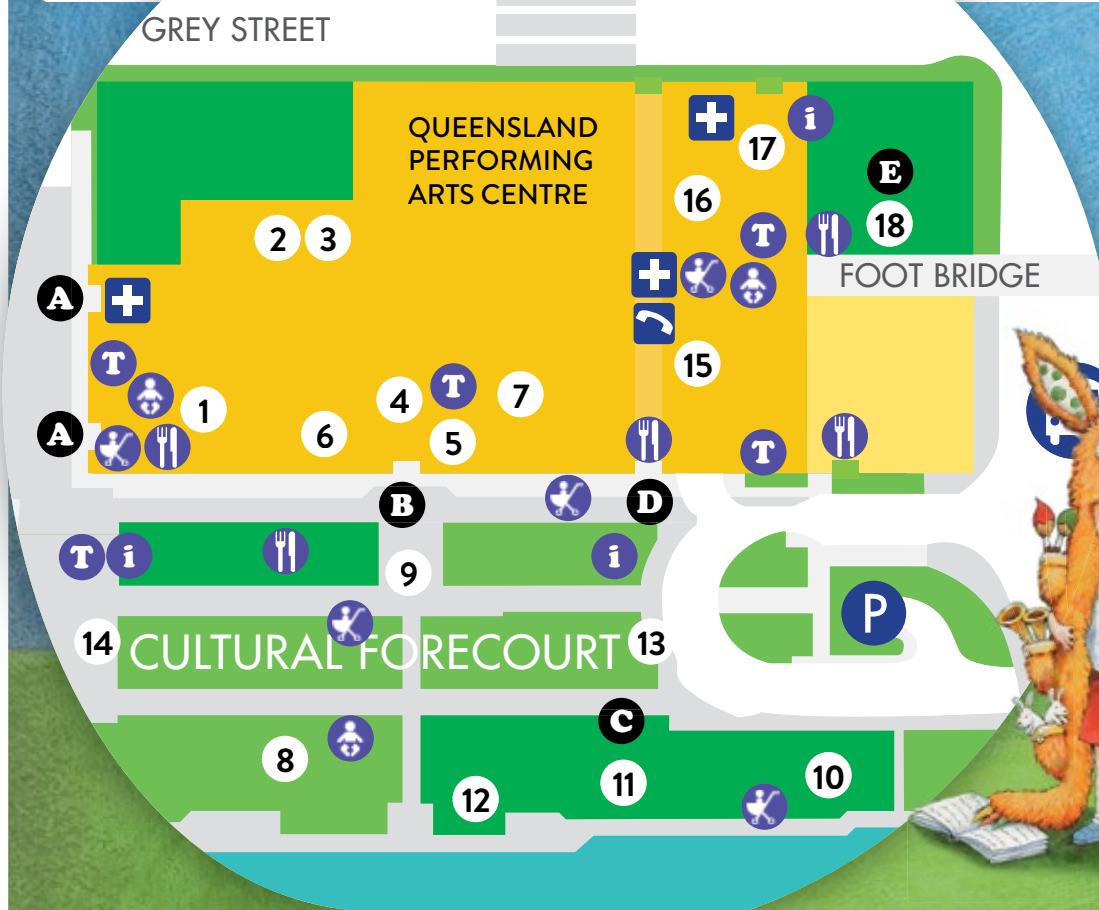 GREY STREET
QUEENSLAND
PERFORMING
ARTS CENTRE
17
i
E
16
18
2
3
T
FOOT BRIDGE
A
T
15
1
4
T
7
A
6
5
T
B
D
T
i
9
i
P
14
CULTURAL FORECOURT
13
C
8
11
10
12